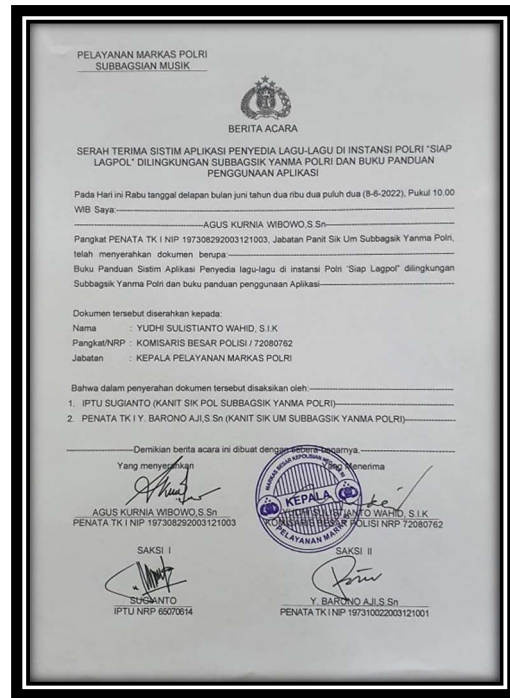 PELAYANAN MARKAS POLRI
SUBBAGSIAN MUSIK
BERITA ACARA
SERAH TERIMA SISTIM APLIKASI PENYEDIA LAGU-LAGU DI INSTANSI POLRI "SIAP
LAGPOL" DILINGKUNGAN SUBBAGSIK YANMA POLRI DAN BUKU PANDUAN
PENGGUNAAN APLIKASI
Pada Hari ini Rabu tanggal delapan bulan juni tahun dua ribu dua puluh dua (8-6-2022), Pukul 10.00
WIB Saya:
AGUS KURNIA WIBOWO,S.Sn
Pangkat PENATA TK I NIP 197308292003121003, Jabatan Panit Sik Um Subbagsik Yanma Polri,
telah menyerahkan dokumen berupa:
Buku Panduan Sistim Aplikasi Penyedia lagu-lagu di instansi Polri "Siap Lagpol" dilingkungan
Subbagsik Yanma Polri dan buku panduan penggunaan Aplikasi
Dokumen tersebut diserahkan kepada:
Nama : YUDHI SULISTIANTO WAHID, S.I.K
Pangkat/NRP : KOMISARIS BESAR POLISI / 72080762
Jabatan : KEPALA PELAYANAN MARKAS POLRI
Bahwa dalam penyerahan dokumen tersebut disaksikan oleh:
1. IPTU SUGIANTO (KANIT SIK POL SUBBAGSIK YANMA POLRI)
2. PENATA TK I Y. BARONO AJI,S.Sn (KANIT SIK UM SUBBAGSIK YANMA POLRI)
Demikian berita acara ini dibuat dengan sebera-benarnya.
Yang menyerahkan Yang Menerima
MARKAS BESAR KEPOLISIAN NEGARA RI
KEPALA
PELAYANAN MARKAS
AGUS KURNIA WIBOWO,S.Sn YUDHI SULISTIANTO WAHID, S.I.K
PENATA TK I NIP 197308292003121003 KOMISARIS BESAR POLISI NRP 72080762
SAKSI I SAKSI II
SUGIANTO Y. BARONO AJI,S.Sn
IPTU NRP 65070614 PENATA TK I NIP 197310022003121001